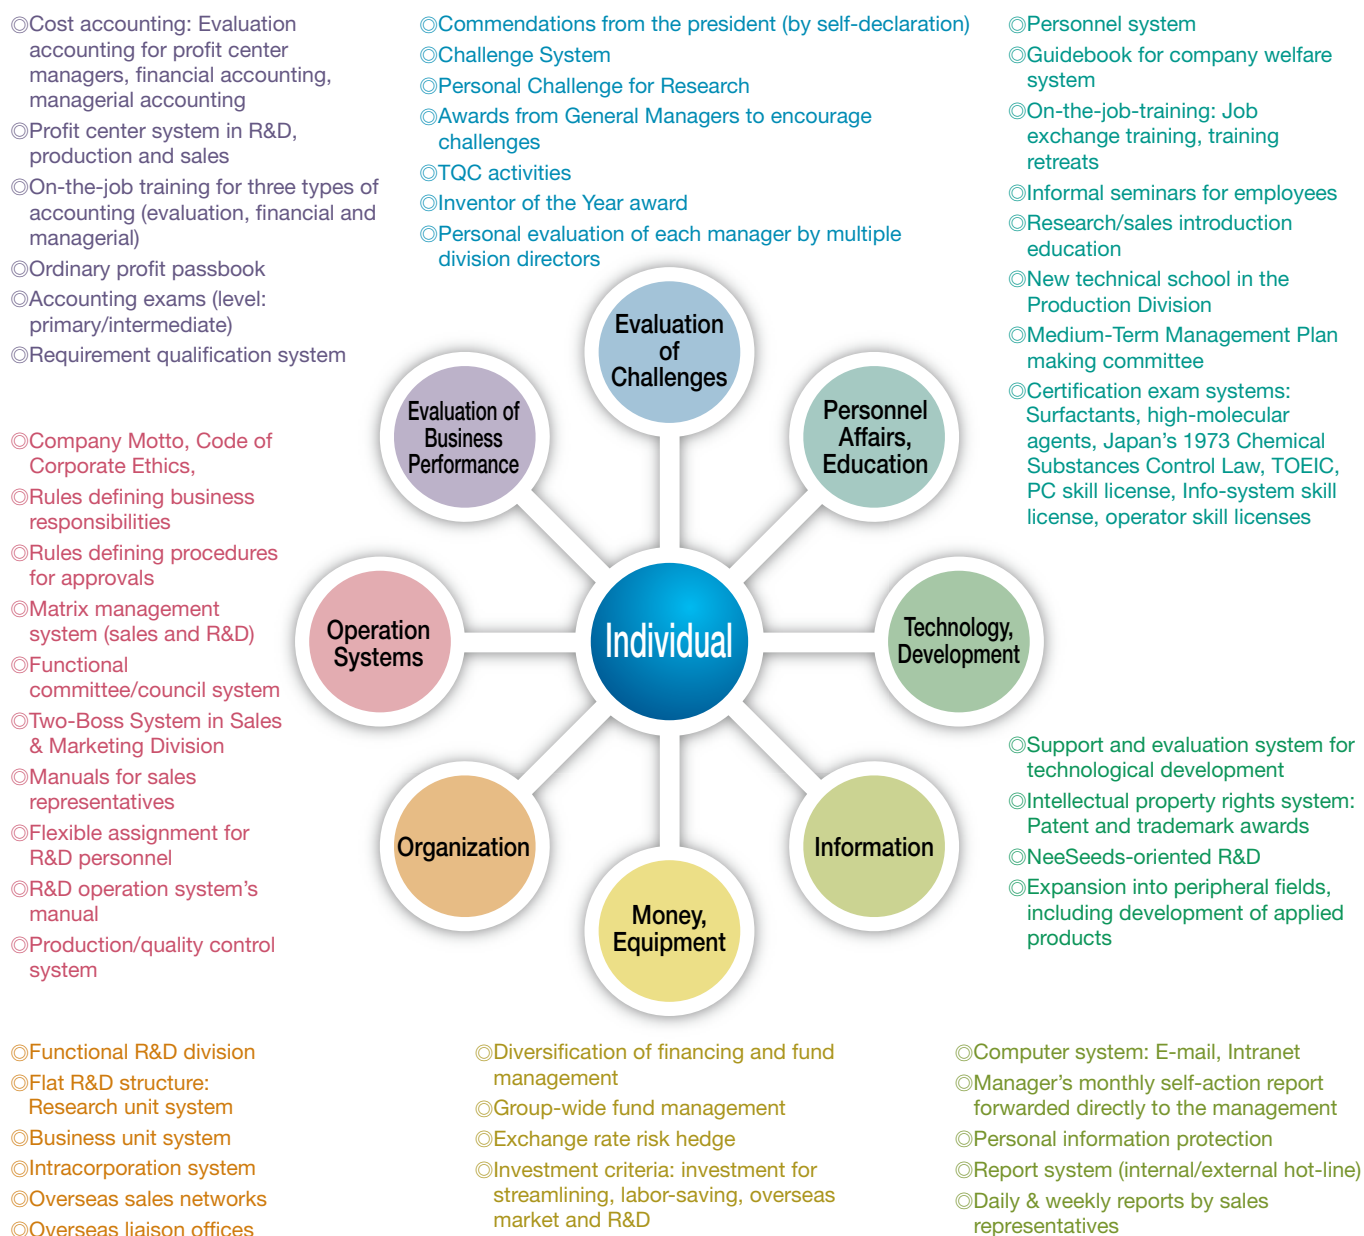 ◎Cost accounting: Evaluation
accounting for profit center
managers, financial accounting,
managerial accounting
◎Profit center system in R&D,
production and sales
◎On-the-job training for three types of
accounting (evaluation, financial and
managerial)
◎Ordinary profit passbook
◎Accounting exams (level:
primary/intermediate)
◎Requirement qualification system
◎Commendations from the president (by self-declaration)
◎Challenge System
◎Personal Challenge for Research
◎Awards from General Managers to encourage
challenges
◎TQC activities
◎Inventor of the Year award
◎Personal evaluation of each manager by multiple
division directors
◎Personnel system
◎Guidebook for company welfare
system
◎On-the-job-training: Job
exchange training, training
retreats
◎Informal seminars for employees
◎Research/sales introduction
education
◎New technical school in the
Production Division
◎Medium-Term Management Plan
making committee
◎Certification exam systems:
Surfactants, high-molecular
agents, Japan’s 1973 Chemical
Substances Control Law, TOEIC,
PC skill license, Info-system skill
license, operator skill licenses
Evaluation
of
Challenges
Evaluation of
Business
Performance
Personnel
Affairs,
Education
Operation
Systems
Individual
Technology,
Development
Organization
Information
Money,
Equipment
◎Company Motto, Code of
Corporate Ethics,
◎Rules defining business
responsibilities
◎Rules defining procedures
for approvals
◎Matrix management
system (sales and R&D)
◎Functional
committee/council system
◎Two-Boss System in Sales
& Marketing Division
◎Manuals for sales
representatives
◎Flexible assignment for
R&D personnel
◎R&D operation system’s
manual
◎Production/quality control
system
◎Support and evaluation system for
technological development
◎Intellectual property rights system:
Patent and trademark awards
◎NeeSeeds-oriented R&D
◎Expansion into peripheral fields,
including development of applied
products
◎Functional R&D division
◎Flat R&D structure:
Research unit system
◎Business unit system
◎Intracorporation system
◎Overseas sales networks
◎Overseas liaison offices
◎Diversification of financing and fund
management
◎Group-wide fund management
◎Exchange rate risk hedge
◎Investment criteria: investment for
streamlining, labor-saving, overseas
market and R&D
◎Computer system: E-mail, Intranet
◎Manager’s monthly self-action report
forwarded directly to the management
◎Personal information protection
◎Report system (internal/external hot-line)
◎Daily & weekly reports by sales
representatives